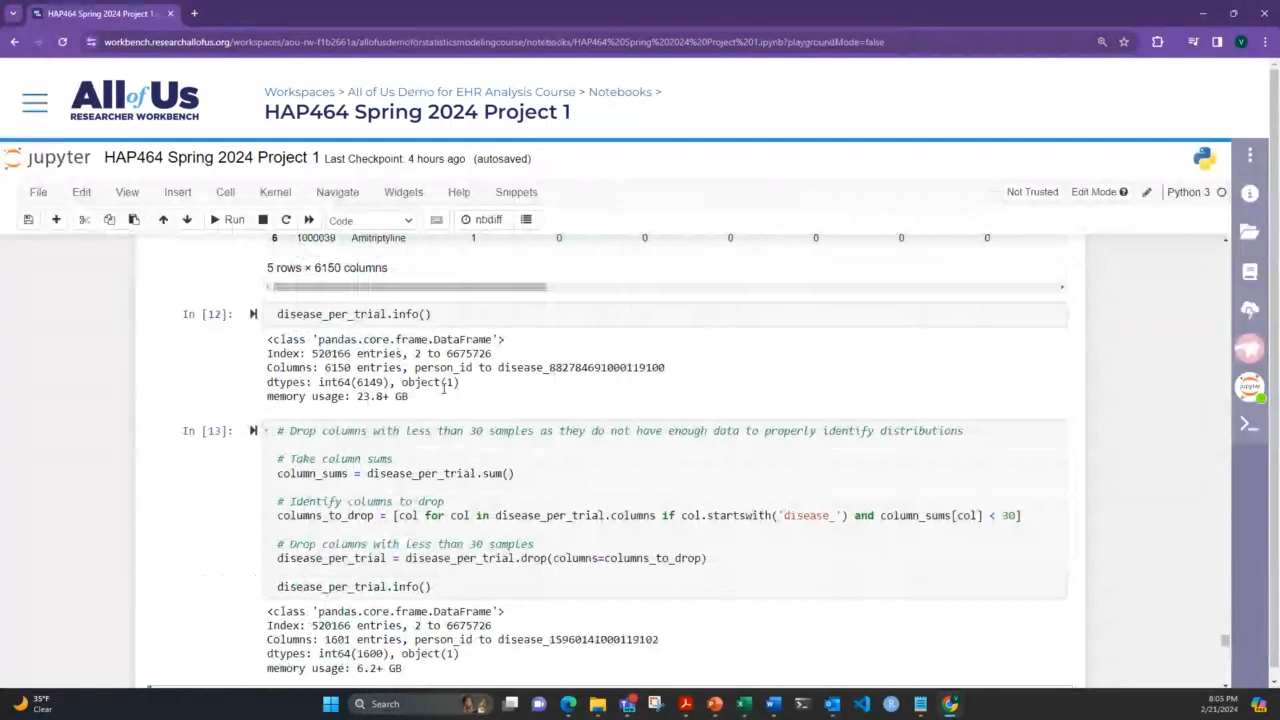 HAP464 Spring 2024 Project 1
workbench.researchallofus.org/workspaces/aou-rw-f1b2661a/allofusdemoforstatisticsmodelingcourse/notebooks/HAP464%20Spring%202024%20Project%201.ipynb?playgroundMode=false
V
All of Us
RESEARCHER WORKBENCH
Workspaces > All of Us Demo for EHR Analysis Course > Notebooks >
HAP464 Spring 2024 Project 1
jupyter HAP464 Spring 2024 Project 1 Last Checkpoint: 4 hours ago (autosaved)
File Edit View Insert Cell Kernel Navigate Widgets Help Snippets Not Trusted Edit Mode Python 3
Run Code nbdiff
6 1000039 Amitriptyline 1 0 0 0 0 0 0
5 rows × 6150 columns
In [12]: disease_per_trial.info()
<class 'pandas.core.frame.DataFrame'>
Index: 520166 entries, 2 to 6675726
Columns: 6150 entries, person_id to disease_882784691000119100
dtypes: int64(6149), object(1)
memory usage: 23.8+ GB
In [13]: # Drop columns with less than 30 samples as they do not have enough data to properly identify distributions
# Take column sums
column_sums = disease_per_trial.sum()
# Identify columns to drop
columns_to_drop = [col for col in disease_per_trial.columns if col.startswith('disease_') and column_sums[col] < 30]
# Drop columns with less than 30 samples
disease_per_trial = disease_per_trial.drop(columns=columns_to_drop)
disease_per_trial.info()
<class 'pandas.core.frame.DataFrame'>
Index: 520166 entries, 2 to 6675726
Columns: 1601 entries, person_id to disease_15960141000119102
dtypes: int64(1600), object(1)
memory usage: 6.2+ GB
35°F
Clear
Search
8:05 PM
2/21/2024